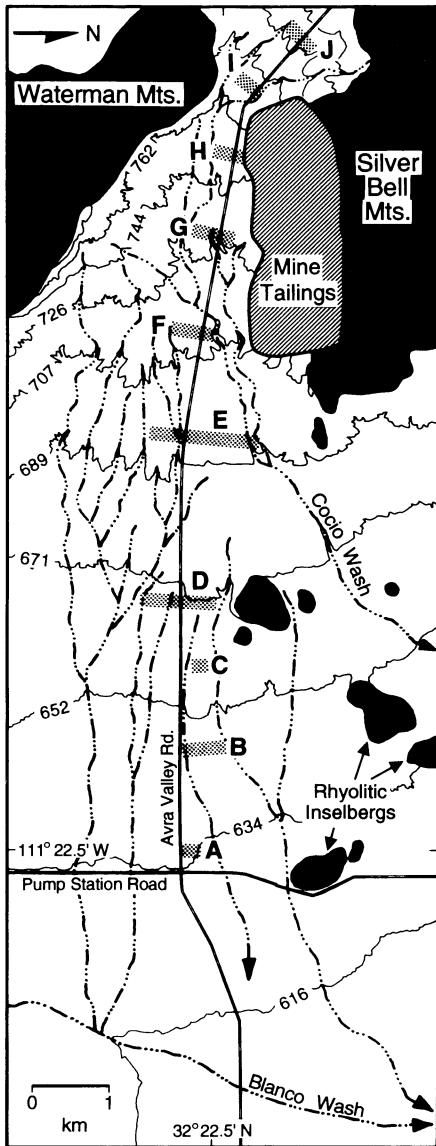 N
J
I
Waterman Mts.
H
762
Silver
Bell
Mts.
744
G
Mine
Tailings
726
F
707
E
689
Cocio Wash
671
D
C
652
B
Avra Valley Rd.
Rhyolitic
Inselbergs
634
A
111° 22.5' W
Pump Station Road
616
Blanco Wash
0 1
km
32° 22.5' N